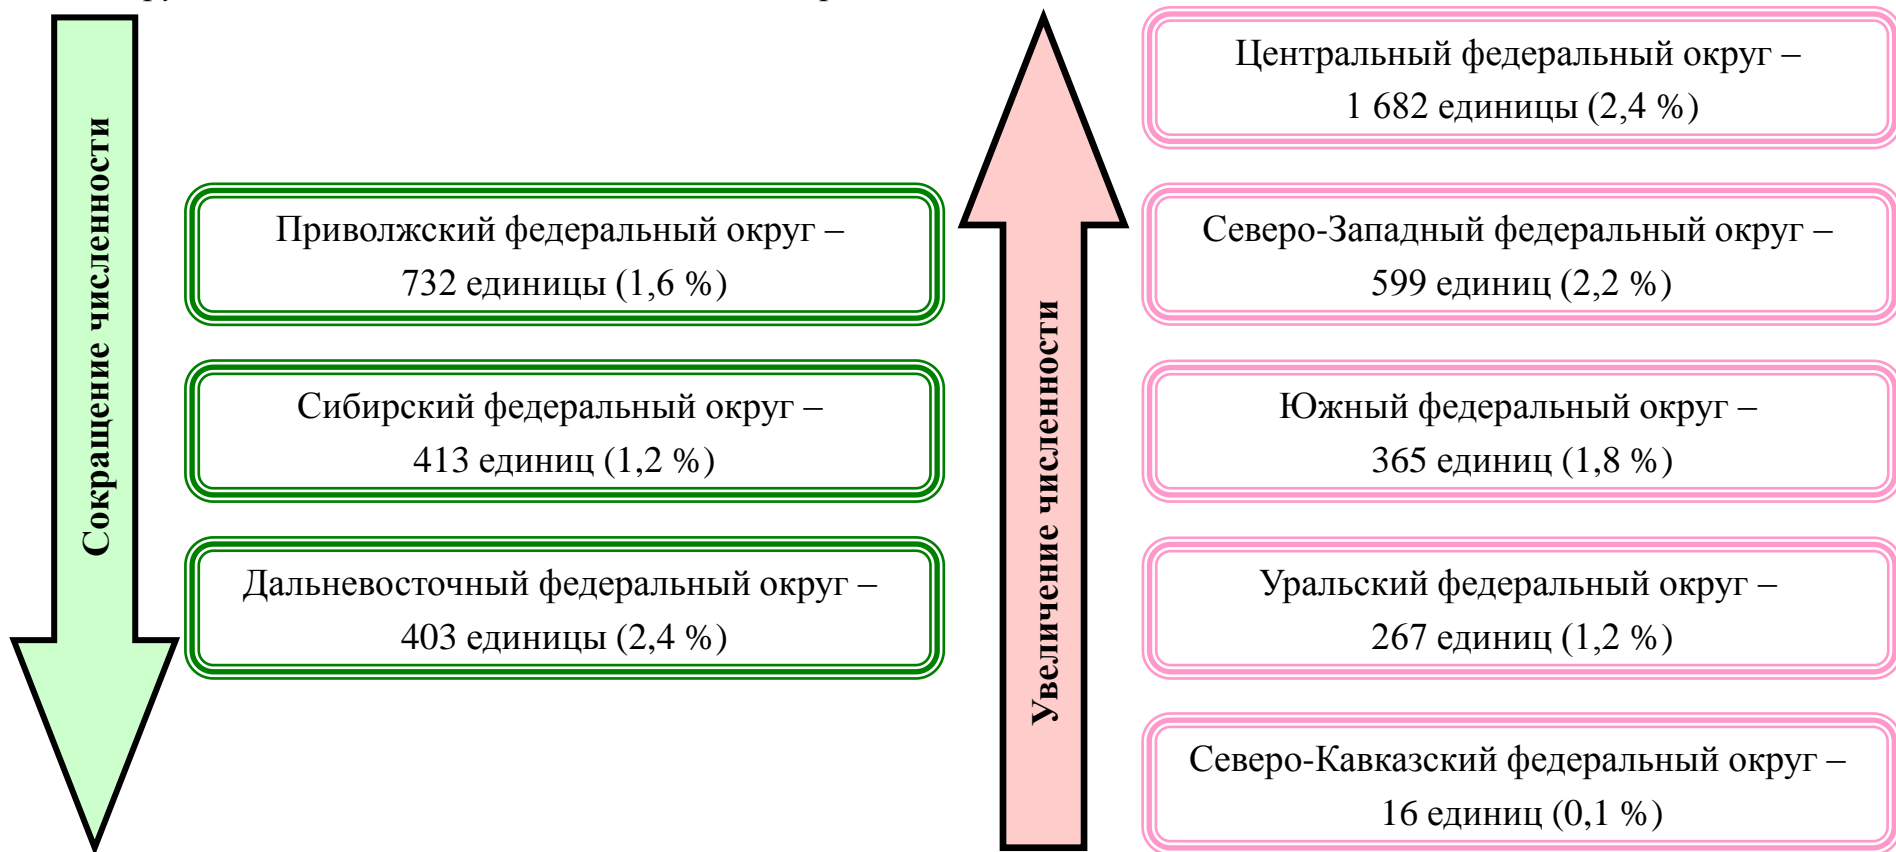 Сокращение численности
Приволжский федеральный округ –
732 единицы (1,6 %)
Сибирский федеральный округ –
413 единиц (1,2 %)
Дальневосточный федеральный округ –
403 единицы (2,4 %)
Увеличение численности
Центральный федеральный округ –
1 682 единицы (2,4 %)
Северо-Западный федеральный округ –
599 единиц (2,2 %)
Южный федеральный округ –
365 единиц (1,8 %)
Уральский федеральный округ –
267 единиц (1,2 %)
Северо-Кавказский федеральный округ –
16 единиц (0,1 %)